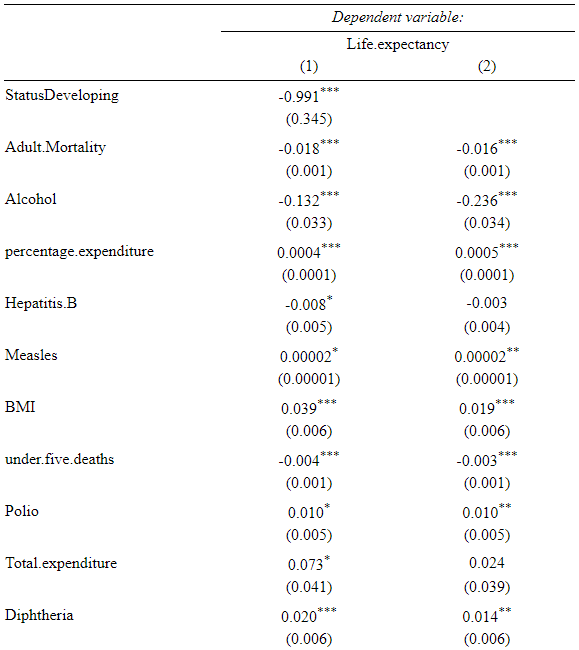 Dependent variable:
Life.expectancy
(1) (2)
StatusDeveloping -0.991***
(0.345)
Adult.Mortality -0.018*** -0.016***
(0.001) (0.001)
Alcohol -0.132*** -0.236***
(0.033) (0.034)
percentage.expenditure 0.0004*** 0.0005***
(0.0001) (0.0001)
Hepatitis.B -0.008* -0.003
(0.005) (0.004)
Measles 0.00002* 0.00002**
(0.00001) (0.00001)
BMI 0.039*** 0.019***
(0.006) (0.006)
under.five.deaths -0.004*** -0.003***
(0.001) (0.001)
Polio 0.010* 0.010**
(0.005) (0.005)
Total.expenditure 0.073* 0.024
(0.041) (0.039)
Diphtheria 0.020*** 0.014**
(0.006) (0.006)